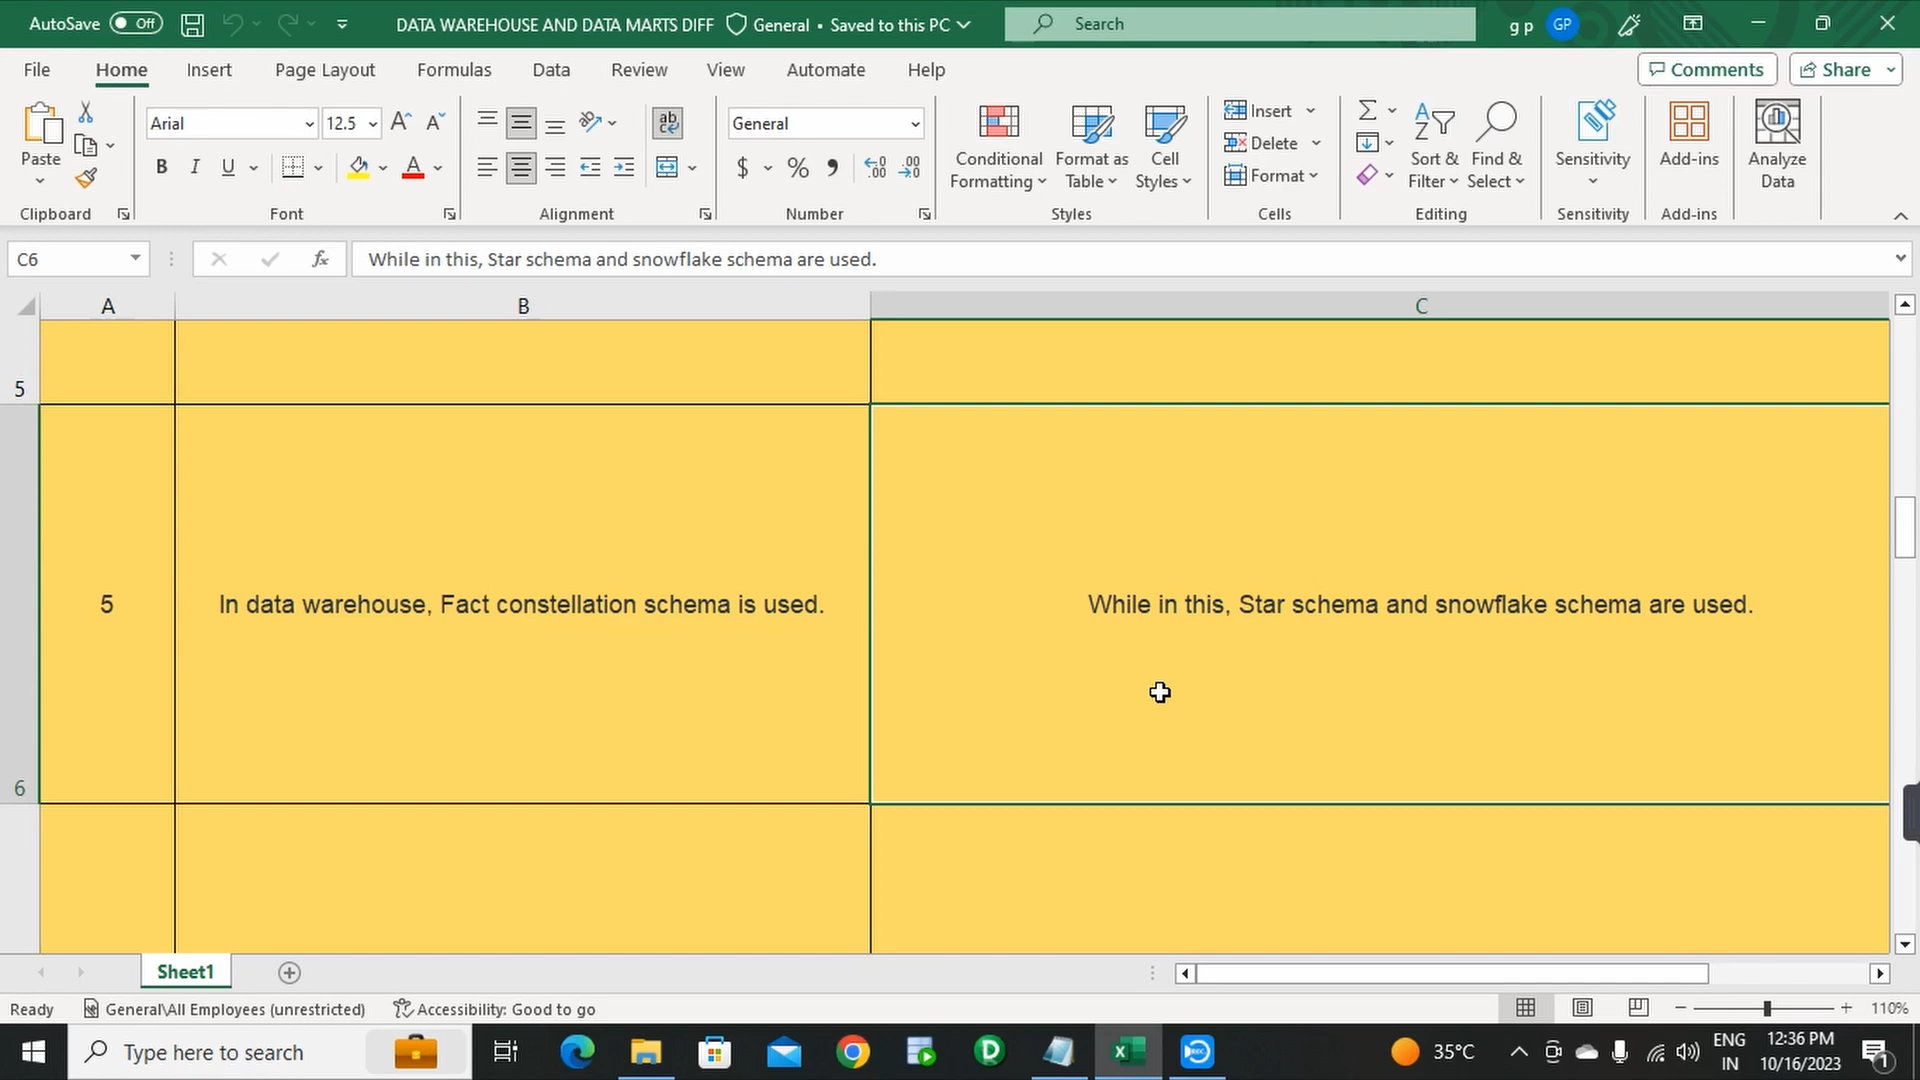 AutoSave Off DATA WAREHOUSE AND DATA MARTS DIFF General • Saved to this PC Search g p GP
File Home Insert Page Layout Formulas Data Review View Automate Help Comments Share
Paste Arial 12.5 A A ab General Conditional Formatting Format as Table Cell Styles Insert Delete Format Sort & Filter Find & Select Sensitivity Add-ins Analyze Data
B I U A $ % ,
Clipboard Font Alignment Number Styles Cells Editing Sensitivity Add-ins
C6 fx While in this, Star schema and snowflake schema are used.
A B C
5
5 In data warehouse, Fact constellation schema is used. While in this, Star schema and snowflake schema are used.
6
Sheet1
Ready General\All Employees (unrestricted) Accessibility: Good to go 110%
Type here to search 35°C ENG IN 12:36 PM 10/16/2023 1